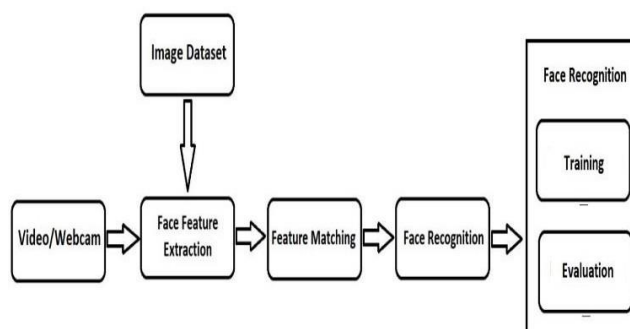 Image Dataset
Face Recognition
Training
Video/Webcam
Face Feature
Extraction
Feature Matching
Face Recognition
Evaluation